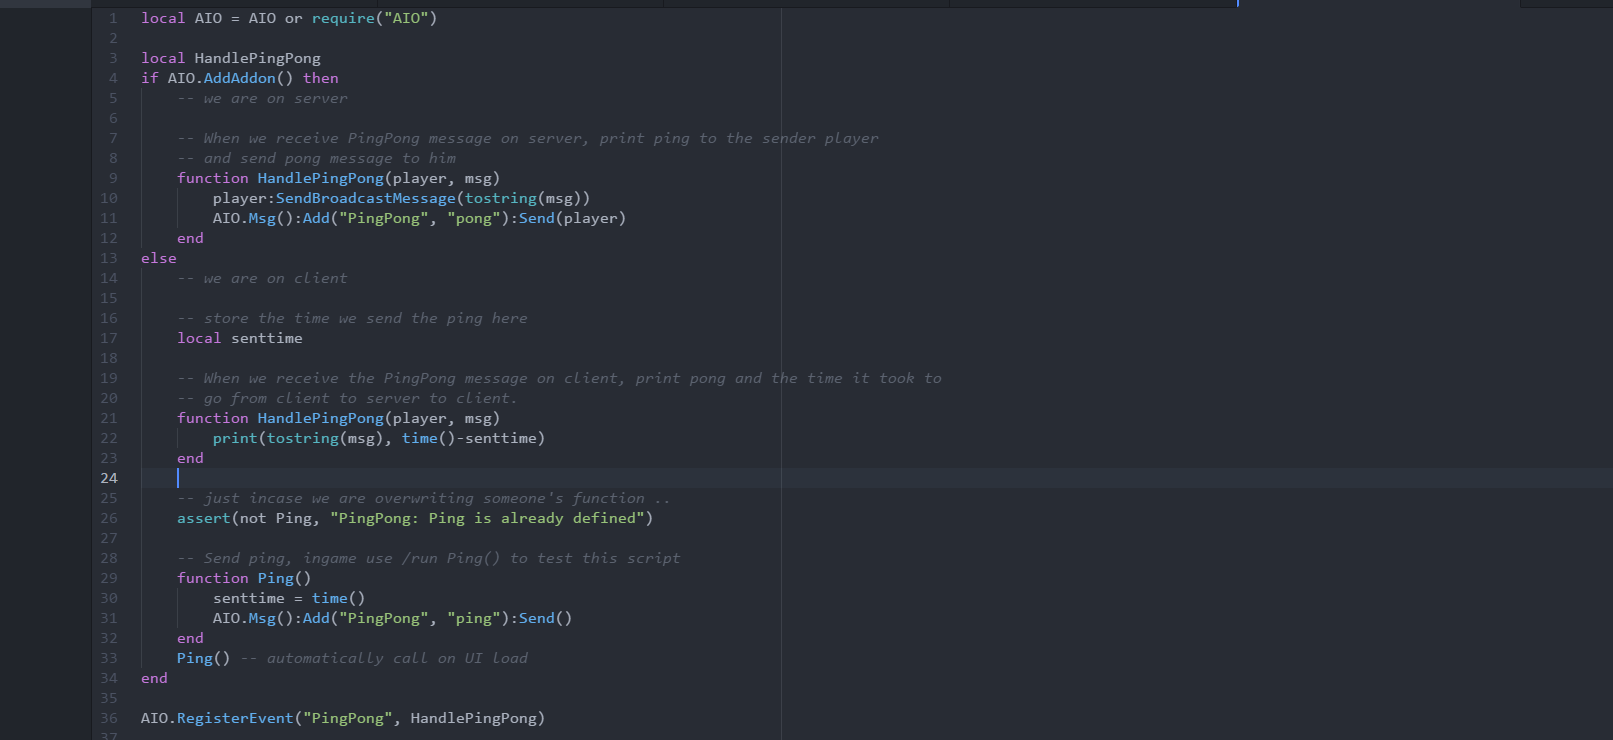 1 local AIO = AIO or require("AIO")
2
3 local HandlePingPong
4 if AIO.AddAddon() then
5     -- we are on server
6
7     -- When we receive PingPong message on server, print ping to the sender player
8     -- and send pong message to him
9     function HandlePingPong(player, msg)
10         player:SendBroadcastMessage(tostring(msg))
11         AIO.Msg():Add("PingPong", "pong"):Send(player)
12     end
13 else
14     -- we are on client
15
16     -- store the time we send the ping here
17     local senttime
18
19     -- When we receive the PingPong message on client, print pong and the time it took to
20     -- go from client to server to client.
21     function HandlePingPong(player, msg)
22         print(tostring(msg), time()-senttime)
23     end
24
25     -- just incase we are overwriting someone's function ..
26     assert(not Ping, "PingPong: Ping is already defined")
27
28     -- Send ping, ingame use /run Ping() to test this script
29     function Ping()
30         senttime = time()
31         AIO.Msg():Add("PingPong", "ping"):Send()
32     end
33     Ping() -- automatically call on UI load
34 end
35
36 AIO.RegisterEvent("PingPong", HandlePingPong)
37